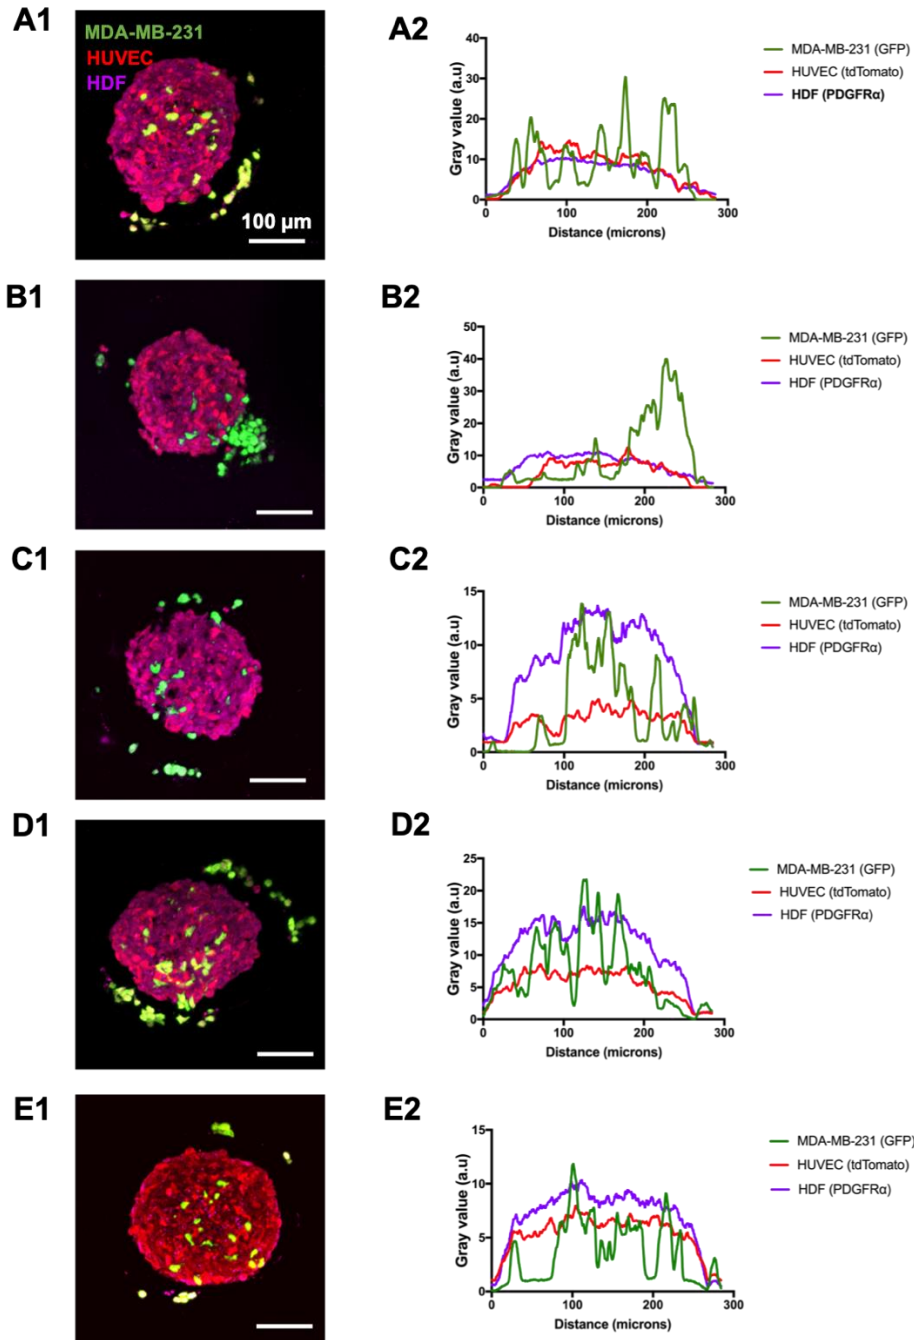 A1
MDA-MB-231
HUVEC
HDF
100 µm
A2
Gray value (a.u)
40
30
20
10
0
0 100 200 300
Distance (microns)
MDA-MB-231 (GFP)
HUVEC (tdTomato)
HDF (PDGFRα)
B1
B2
Gray value (a.u)
50
40
30
20
10
0
0 100 200 300
Distance (microns)
MDA-MB-231 (GFP)
HUVEC (tdTomato)
HDF (PDGFRα)
C1
C2
Gray value (a.u)
15
10
5
0
0 100 200 300
Distance (microns)
MDA-MB-231 (GFP)
HUVEC (tdTomato)
HDF (PDGFRα)
D1
D2
Gray value (a.u)
25
20
15
10
5
0
0 100 200 300
Distance (microns)
MDA-MB-231 (GFP)
HUVEC (tdTomato)
HDF (PDGFRα)
E1
E2
Gray value (a.u)
15
10
5
0
0 100 200 300
Distance (microns)
MDA-MB-231 (GFP)
HUVEC (tdTomato)
HDF (PDGFRα)